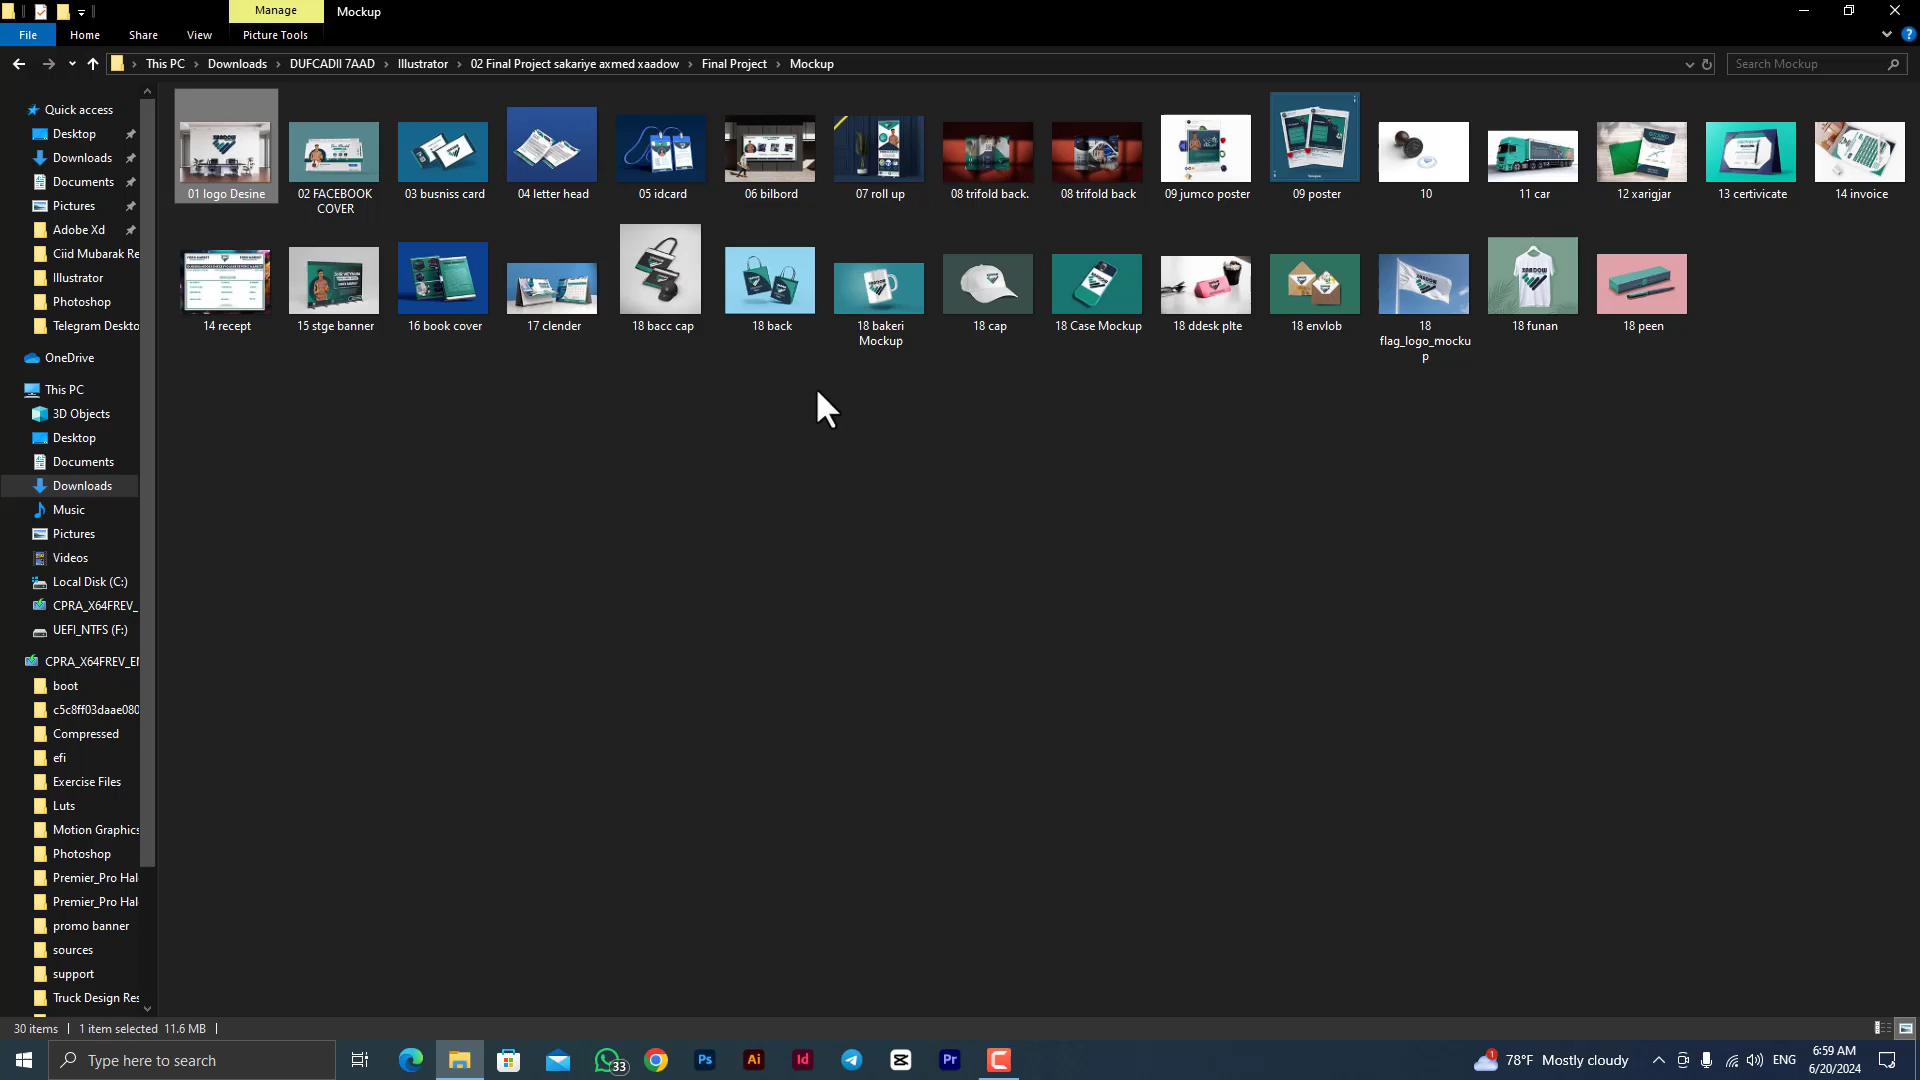 Manage
Mockup
File
Home
Share
View
Picture Tools
This PC
Downloads
DUFCADII 7AAD
Illustrator
02 Final Project sakariye axmed xaadow
Final Project
Mockup
Search Mockup
Quick access
Desktop
Downloads
Documents
Pictures
Adobe Xd
Ciid Mubarak Re
Illustrator
Photoshop
Telegram Deskto
OneDrive
This PC
3D Objects
Desktop
Documents
Downloads
Music
Pictures
Videos
Local Disk (C:)
CPRA_X64FREV_
UEFI_NTFS (F:)
CPRA_X64FREV_EN
boot
c5c8ff03daae080
Compressed
efi
Exercise Files
Luts
Motion Graphics
Photoshop
Premier_Pro Hal
Premier_Pro Hal
promo banner
sources
support
Truck Design Res
01 logo Desine
02 FACEBOOK
COVER
03 busniss card
04 letter head
05 idcard
06 bilbord
07 roll up
08 trifold back.
08 trifold back
09 jumco poster
09 poster
10
11 car
12 xarigjar
13 certivicate
14 invoice
14 recept
15 stge banner
16 book cover
17 clender
18 bacc cap
18 back
18 bakeri
Mockup
18 cap
18 Case Mockup
18 ddesk plte
18 envlob
18
flag_logo_mocku
p
18 funan
18 peen
30 items
1 item selected 11.6 MB
Type here to search
33
Ps
Ai
Id
Pr
1
78°F Mostly cloudy
ENG
6:59 AM
6/20/2024